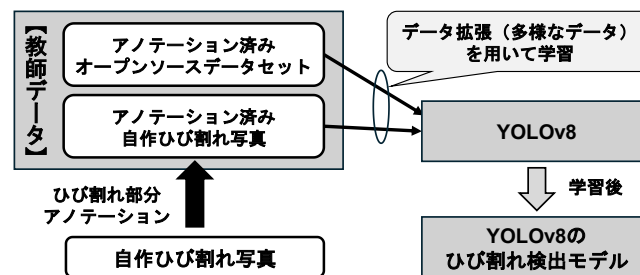 【教師データ】
アノテーション済み
オープンソースデータセット
アノテーション済み
自作ひび割れ写真
データ拡張（多様なデータ）
を用いて学習
YOLOv8
学習後
ひび割れ部分
アノテーション
自作ひび割れ写真
YOLOv8の
ひび割れ検出モデル